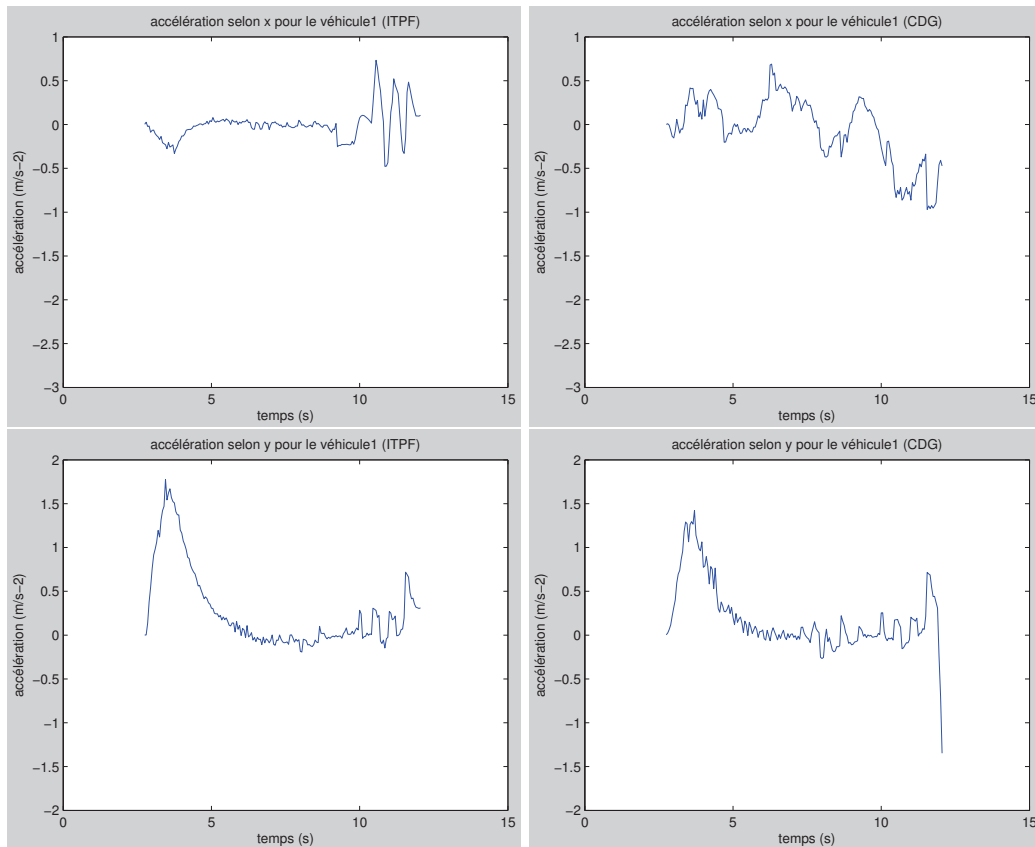 accélération selon x pour le véhicule1 (ITPF)
1
0.5
0
−0.5
−1
−1.5
−2
−2.5
−3
accélération (m/s−2)
0 5 10 15
temps (s)
accélération selon x pour le véhicule1 (CDG)
1
0.5
0
−0.5
−1
−1.5
−2
−2.5
−3
accélération (m/s−2)
0 5 10 15
temps (s)
accélération selon y pour le véhicule1 (ITPF)
2
1.5
1
0.5
0
−0.5
−1
−1.5
−2
accélération (m/s−2)
0 5 10 15
temps (s)
accélération selon y pour le véhicule1 (CDG)
2
1.5
1
0.5
0
−0.5
−1
−1.5
−2
accélération (m/s−2)
0 5 10 15
temps (s)